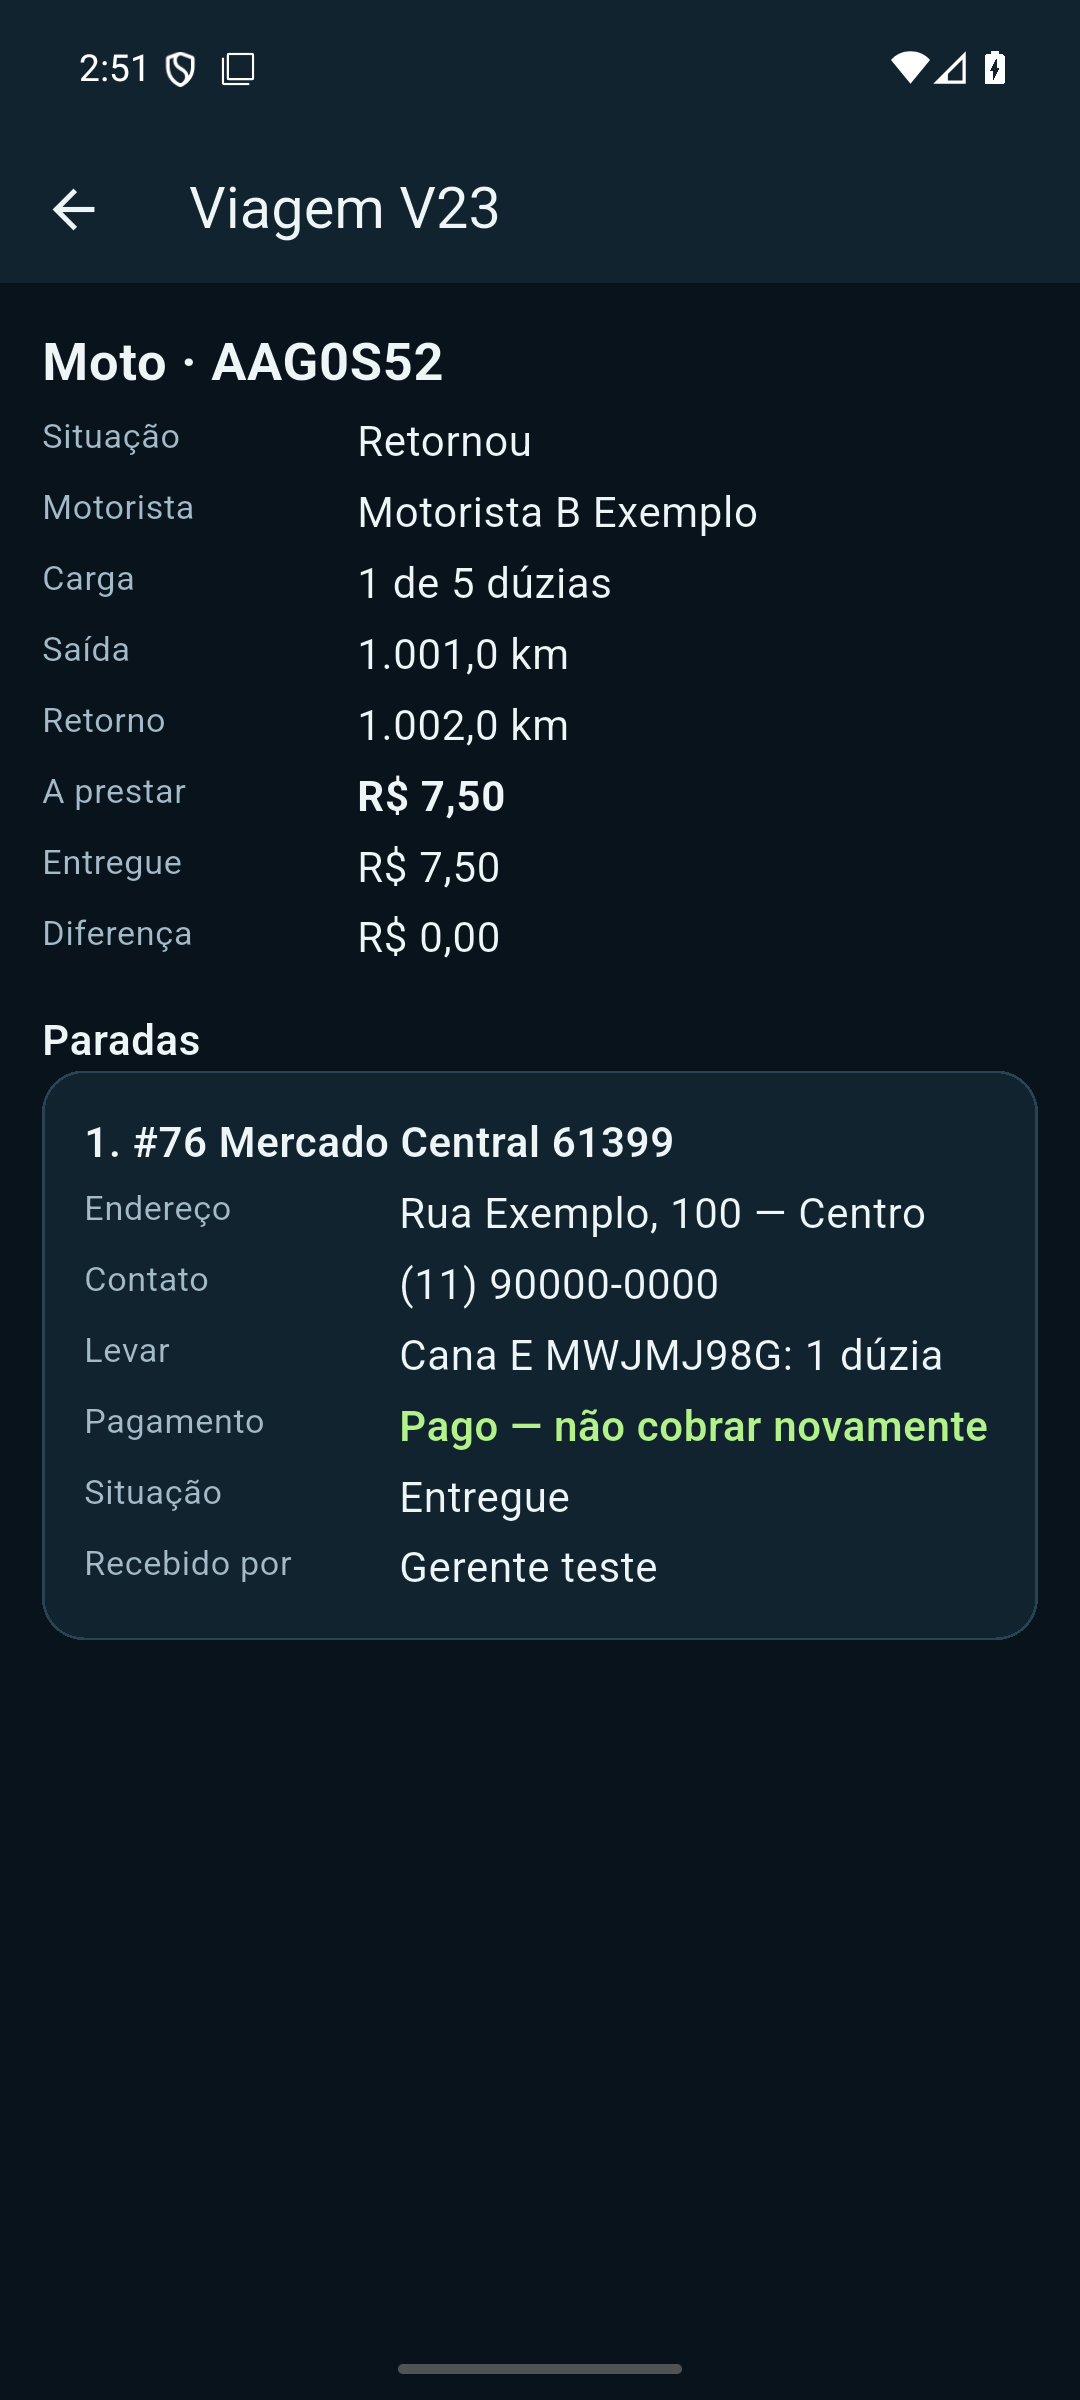 2:51
Viagem V23
Moto · AAG0S52
Situação Retornou
Motorista Motorista B Exemplo
Carga 1 de 5 dúzias
Saída 1.001,0 km
Retorno 1.002,0 km
A prestar R$ 7,50
Entregue R$ 7,50
Diferença R$ 0,00
Paradas
1. #76 Mercado Central 61399
Endereço Rua Exemplo, 100 — Centro
Contato (11) 90000-0000
Levar Cana E MWJMJ98G: 1 dúzia
Pagamento Pago — não cobrar novamente
Situação Entregue
Recebido por Gerente teste